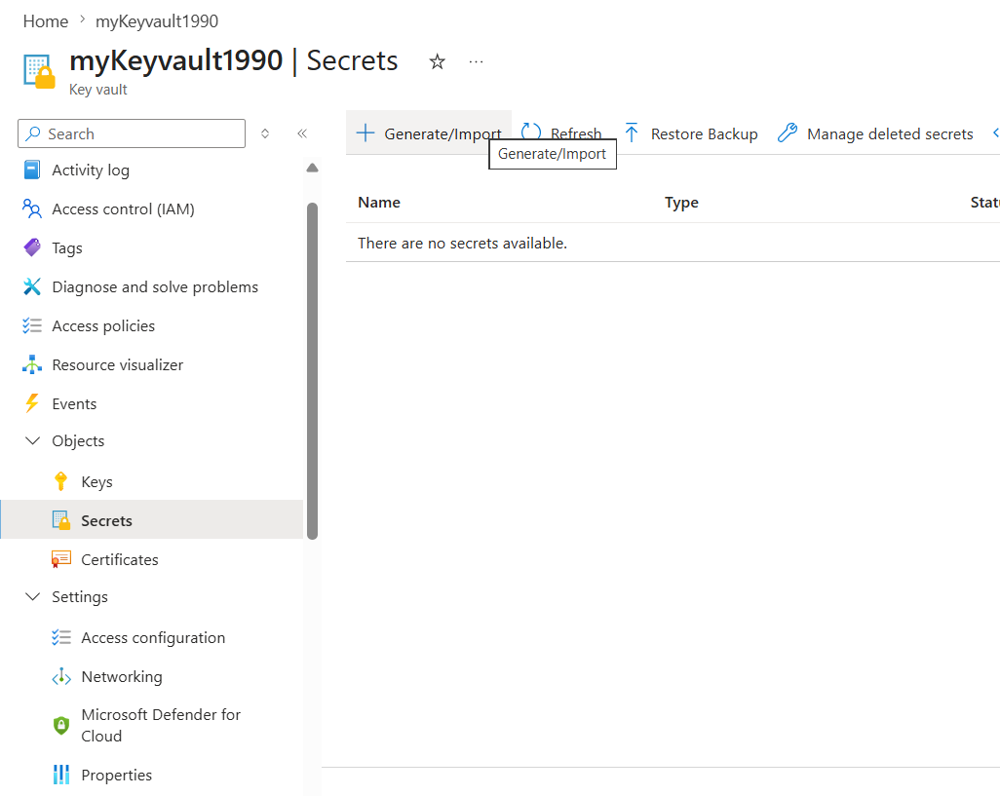 Home > myKeyvault1990
myKeyvault1990 | Secrets
Key vault
Search
Activity log
Access control (IAM)
Tags
Diagnose and solve problems
Access policies
Resource visualizer
Events
Objects
Keys
Secrets
Certificates
Settings
Access configuration
Networking
Microsoft Defender for
Cloud
Properties
Generate/Import Refresh Restore Backup Manage deleted secrets
Generate/Import
Name Type
There are no secrets available.